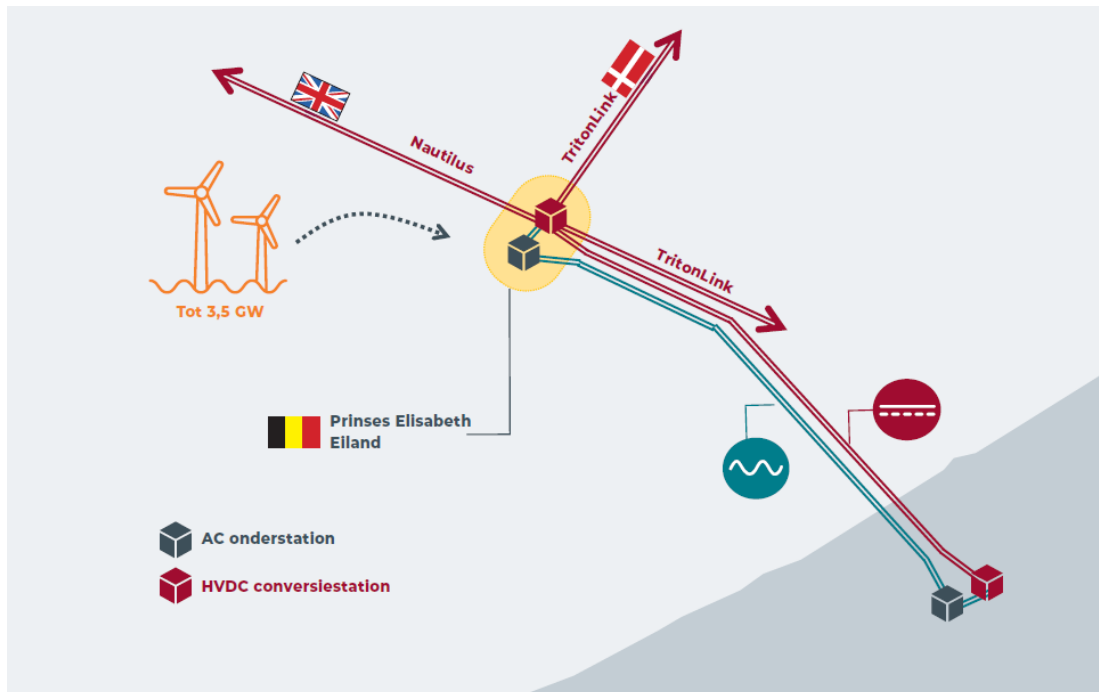 TritonLink
Nautilus
TritonLink
Tot 3,5 GW
Prinses Elisabeth
Eiland
AC onderstation
HVDC conversiestation